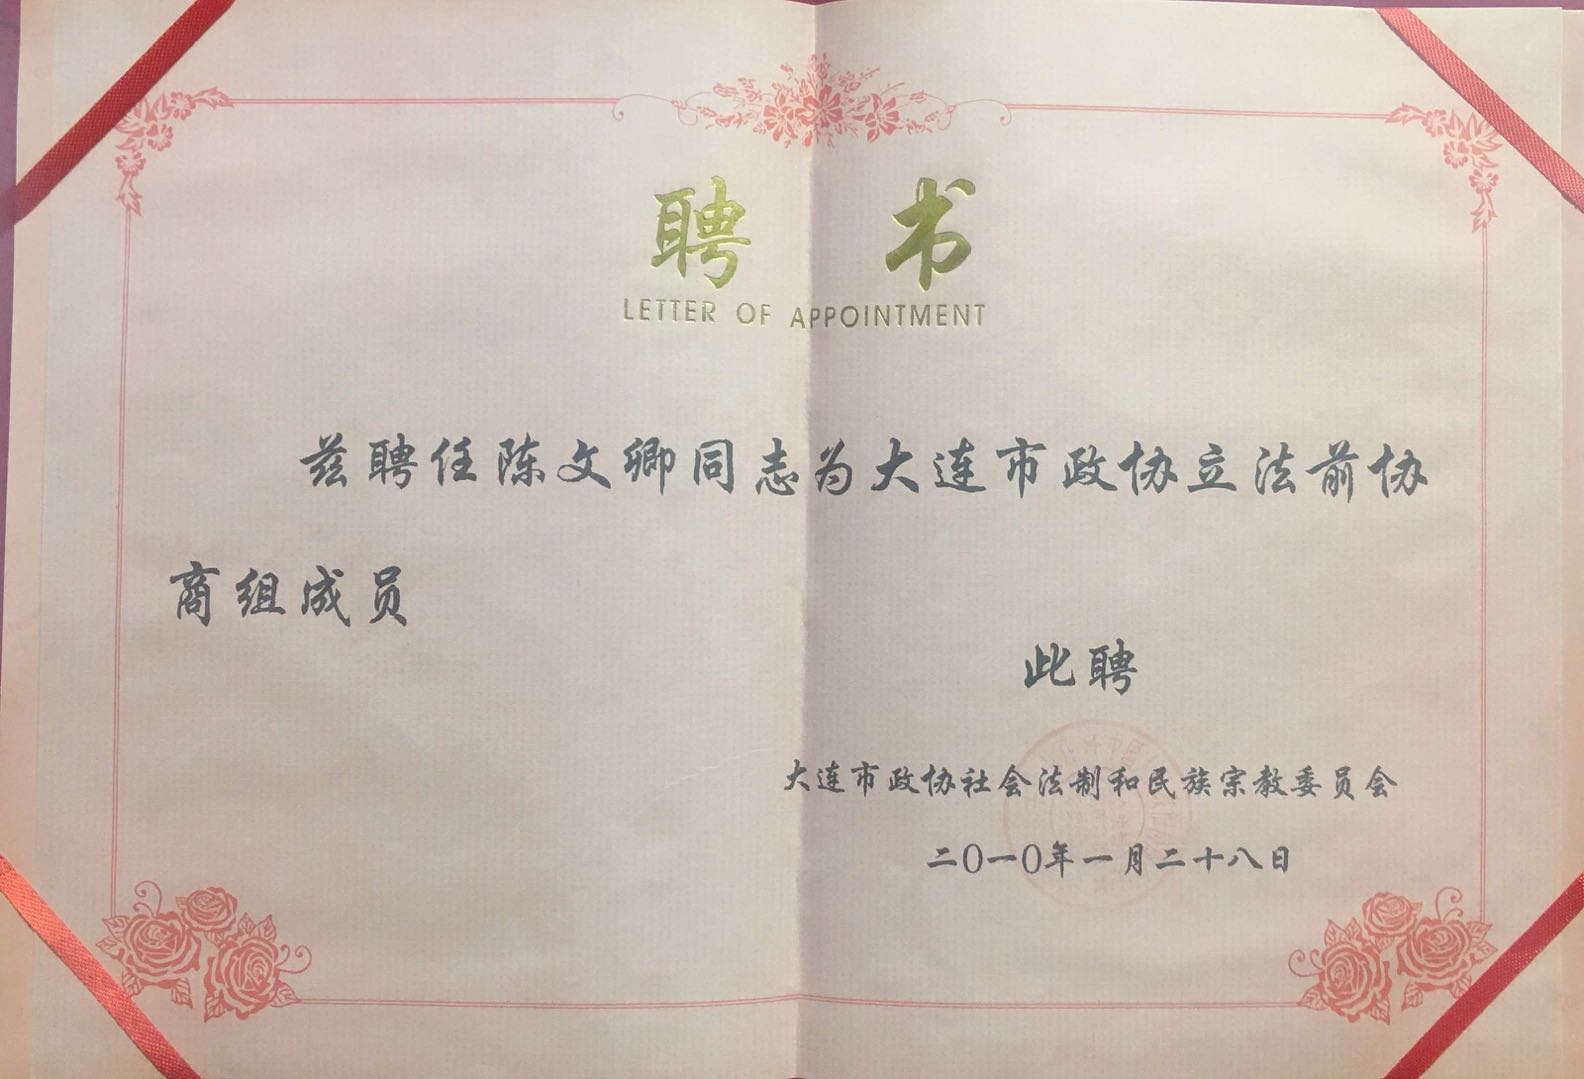 聘 书
LETTER OF APPOINTMENT
兹聘任陈文卿同志为大连市政协立法前协
商组成员
此聘
大连市政协社会法制和民族宗教委员会
二〇一〇年一月二十八日